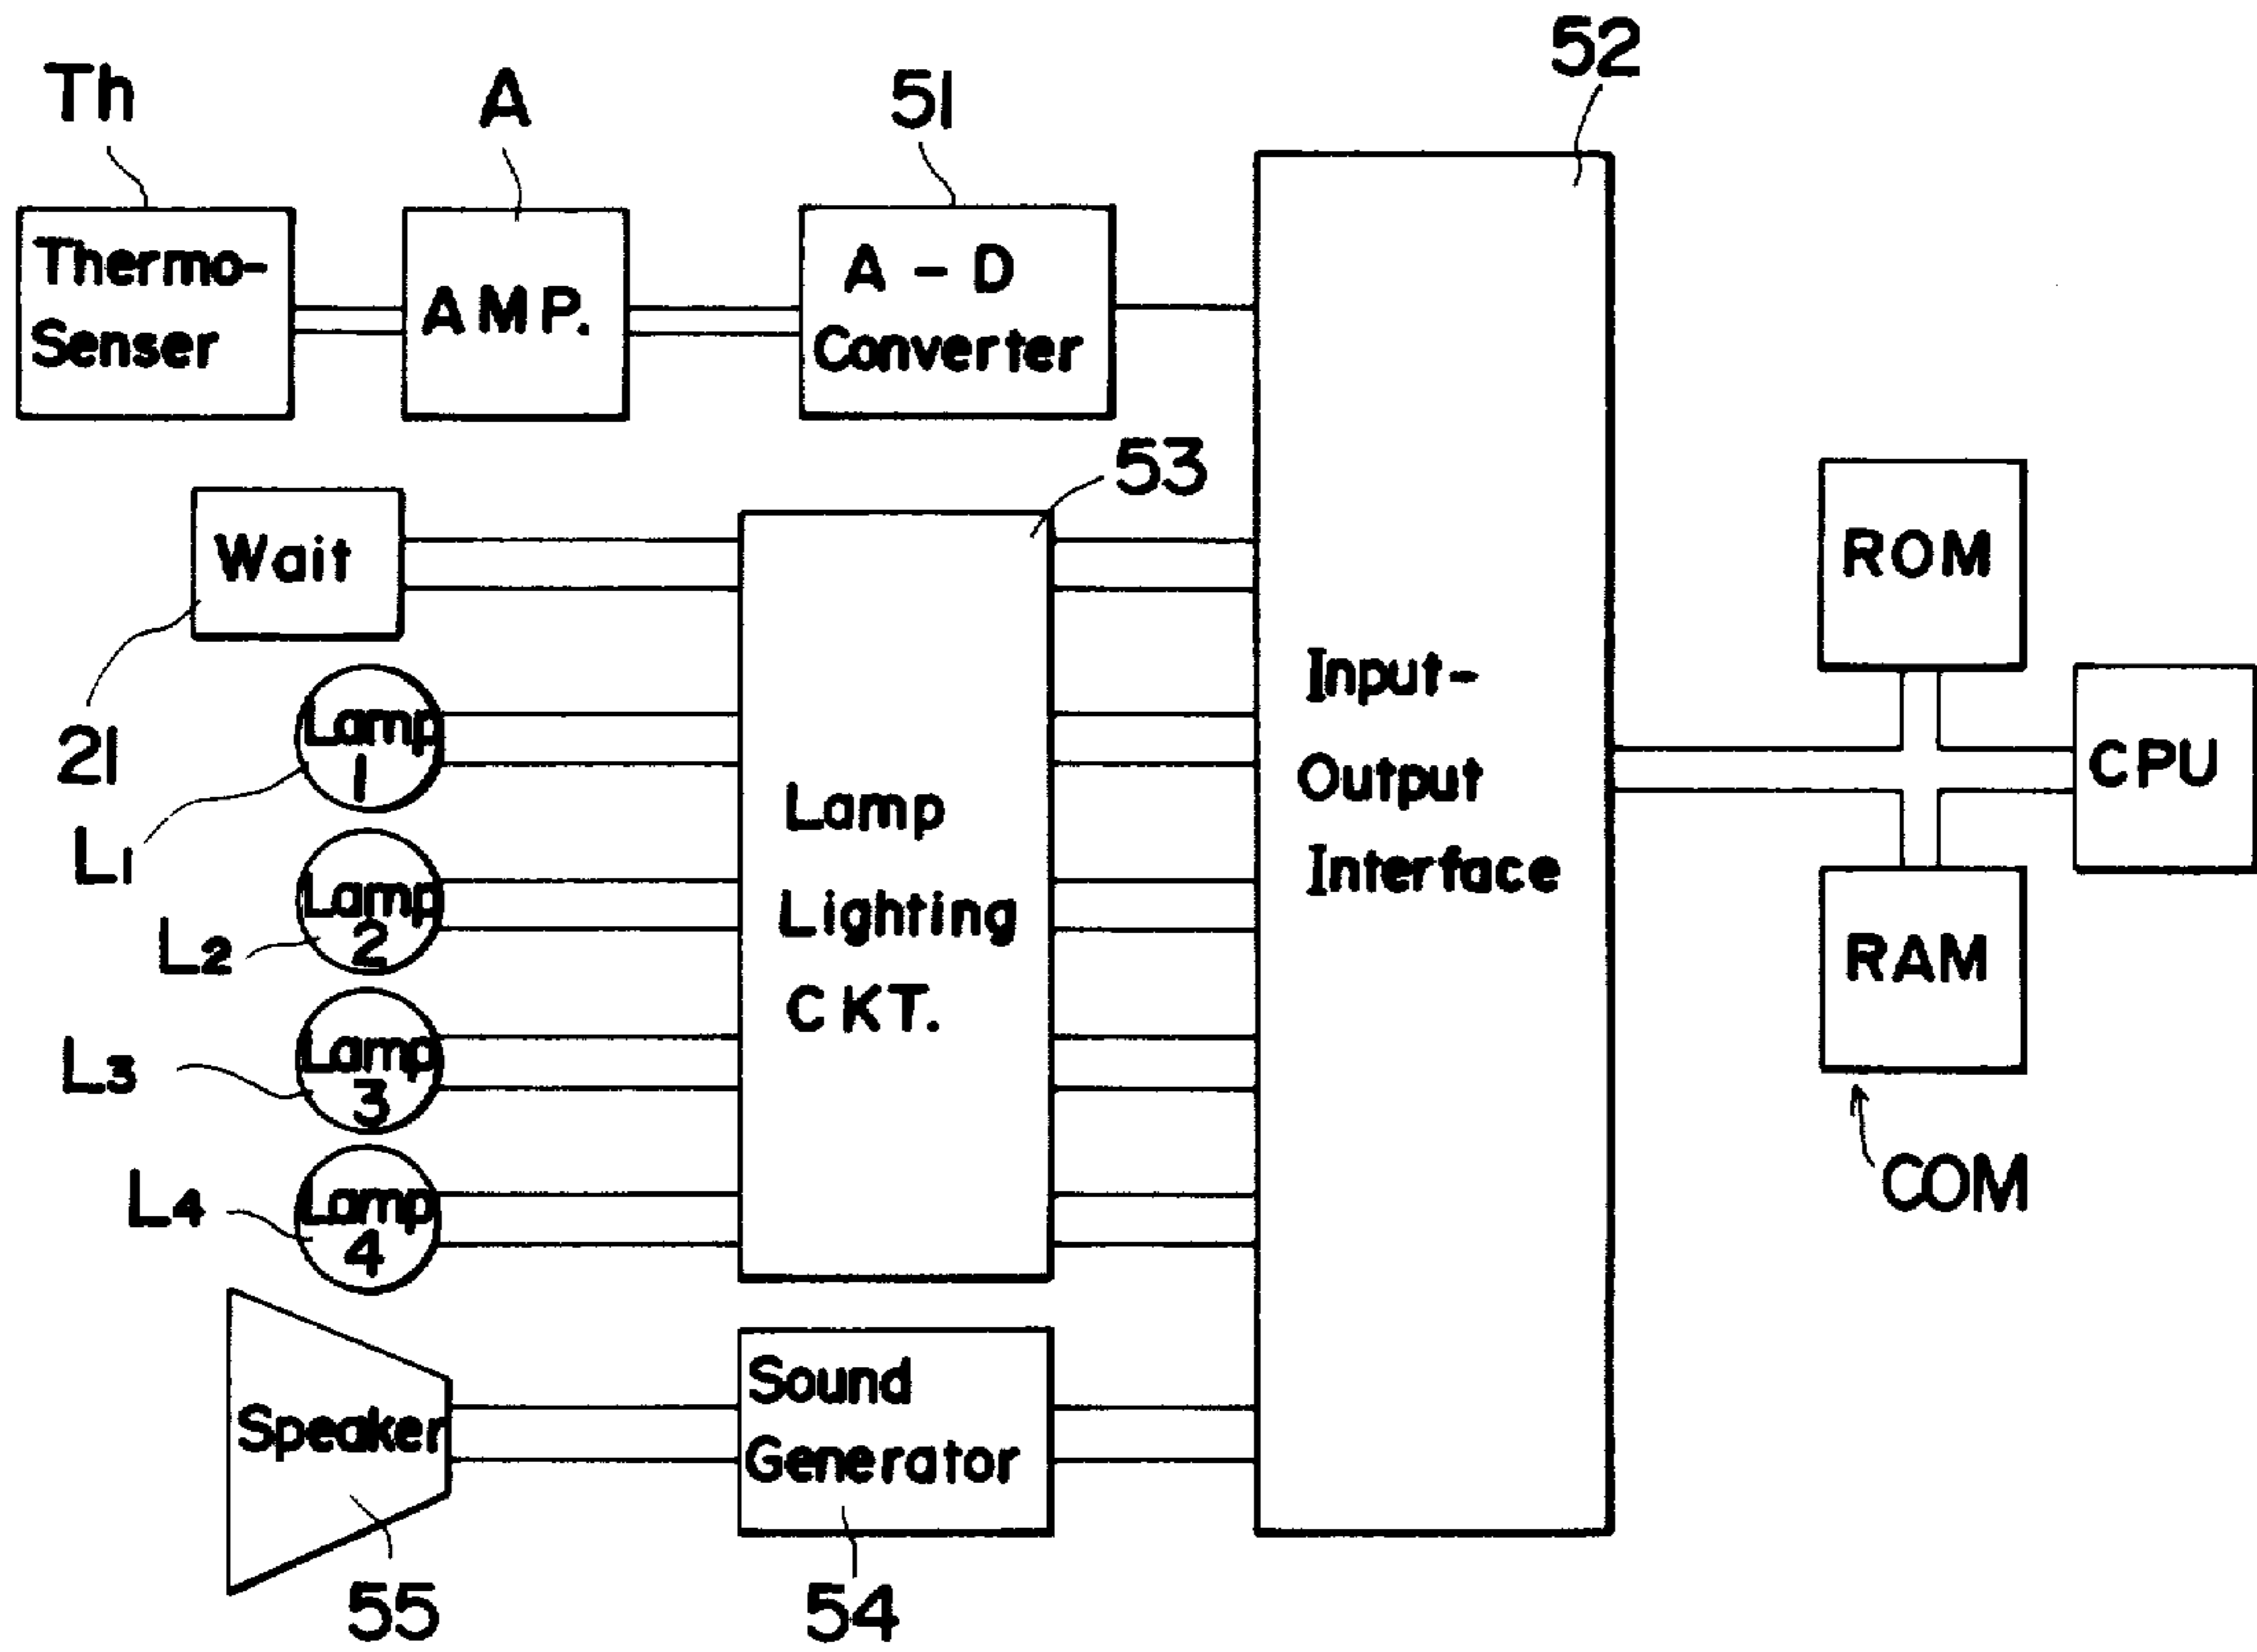 52
Th
A
51
Thermo-
Senser
AMP.
A-D
Converter
53
Wait
21
Lamp
1
L1
Lamp
2
L2
Lamp
3
L3
Lamp
4
L4
Lamp
Lighting
CKT.
Input-
Output
Interface
ROM
CPU
RAM
COM
Speaker
55
Sound
Generator
54